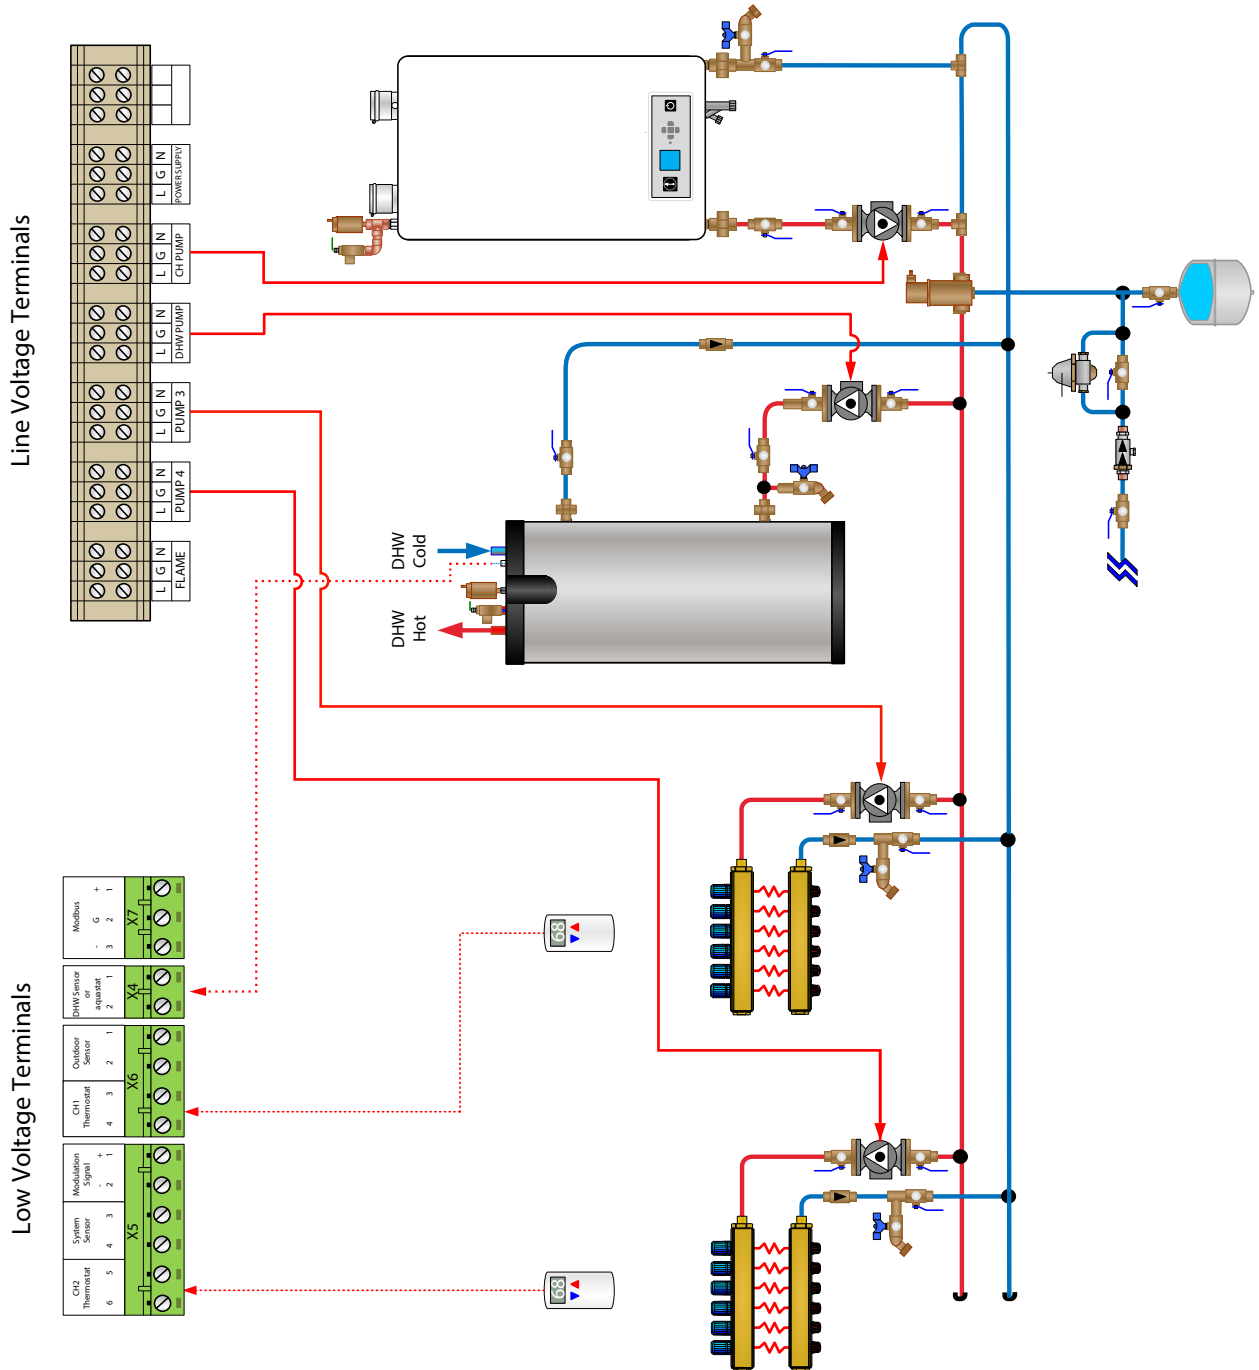 Line Voltage Terminals
L G N
POWER SUPPLY
L G N
CH PUMP
L G N
DHW PUMP
L G N
PUMP 3
L G N
PUMP 4
L G N
FLAME
DHW
Cold
DHW
Hot
Low Voltage Terminals
Modbus
- G +
3 2 1
X7
DHW Sensor
or
aquastat
2 1
X4
Outdoor
Sensor
2 1
CH1
Thermostat
4 3
X6
Modulation
Signal
- +
2 1
System
Sensor
4 3
CH2
Thermostat
6 5
X5
68
68